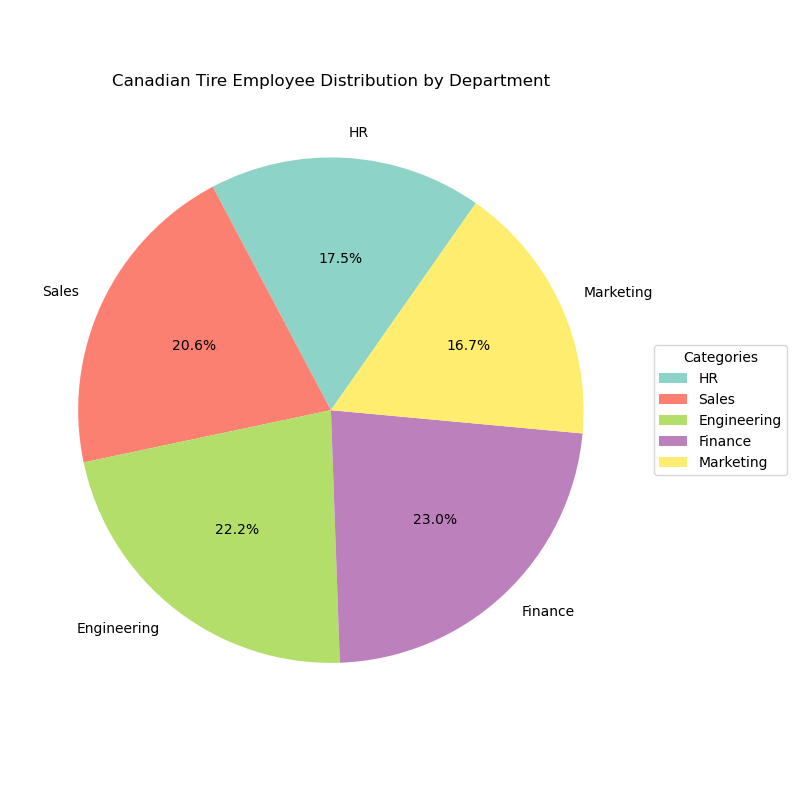 Canadian Tire Employee Distribution by Department
HR
17.5%
Sales
20.6%
Engineering
22.2%
Finance
23.0%
Marketing
16.7%
Categories
HR
Sales
Engineering
Finance
Marketing